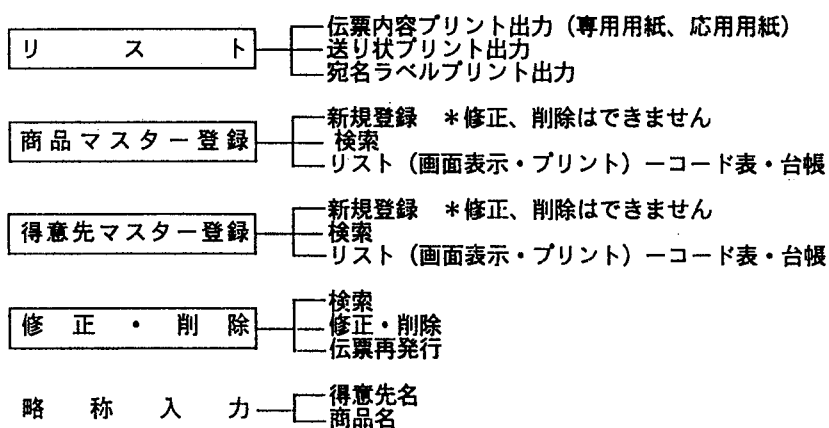 伝票内容プリント出力（専用用紙、応用用紙）
リスト
送り状プリント出力
宛名ラベルプリント出力
新規登録　＊修正、削除はできません
商品マスター登録
検索
リスト（画面表示・プリント）ーコード表・台帳
新規登録　＊修正、削除はできません
得意先マスター登録
検索
リスト（画面表示・プリント）ーコード表・台帳
検索
修正・削除
修正・削除
伝票再発行
略称入力
得意先名
商品名